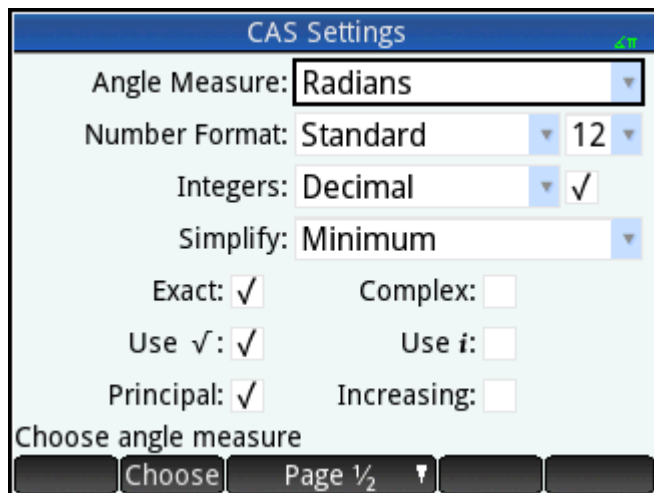 CAS Settings
∡π
Angle Measure: Radians
Number Format: Standard 12
Integers: Decimal √
Simplify: Minimum
Exact: √ Complex:
Use √: √ Use i:
Principal: √ Increasing:
Choose angle measure
Choose Page ½